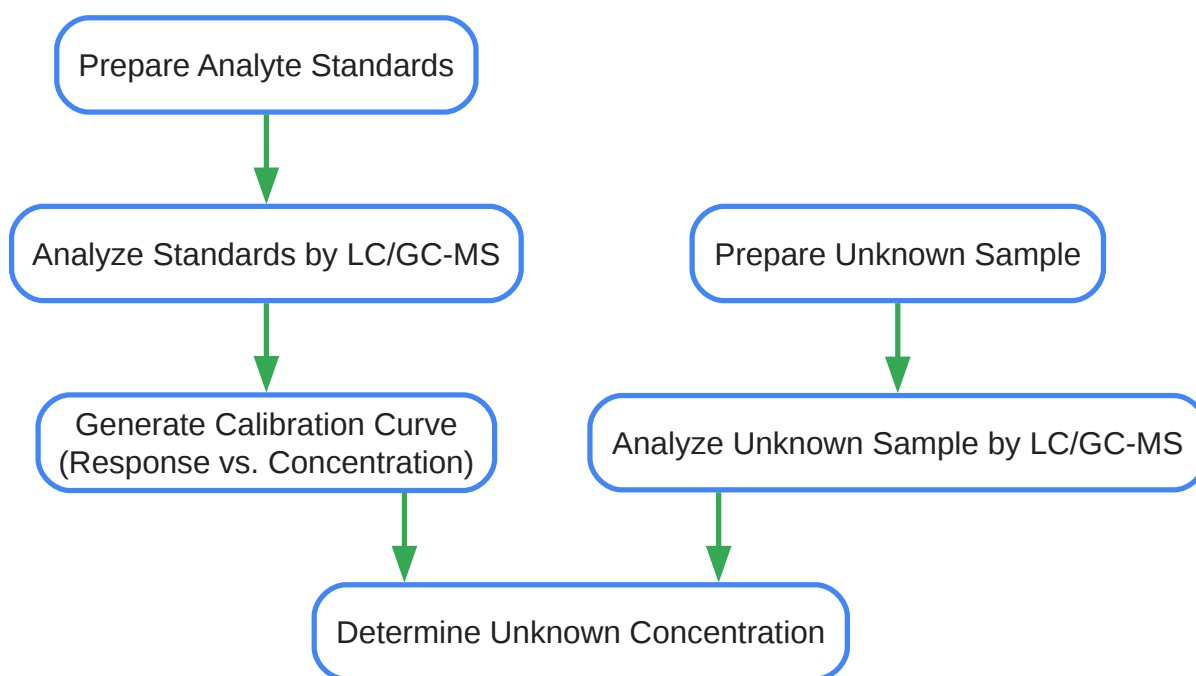 Prepare Analyte Standards
Analyze Standards by LC/GC-MS
Prepare Unknown Sample
Generate Calibration Curve
(Response vs. Concentration)
Analyze Unknown Sample by LC/GC-MS
Determine Unknown Concentration